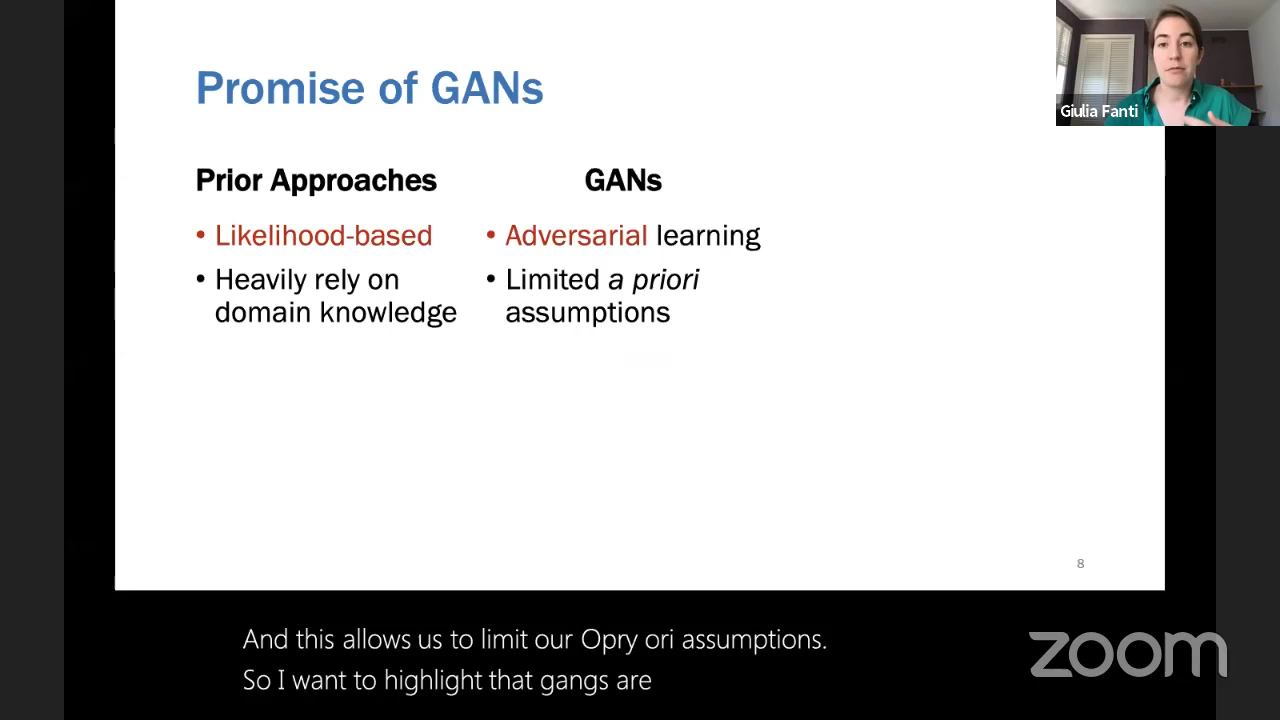 Promise of GANs
Giulia Fanti
Prior Approaches
• Likelihood-based
• Heavily rely on
domain knowledge
GANs
• Adversarial learning
• Limited a priori
assumptions
8
And this allows us to limit our Opry ori assumptions.
So I want to highlight that gangs are
zoom